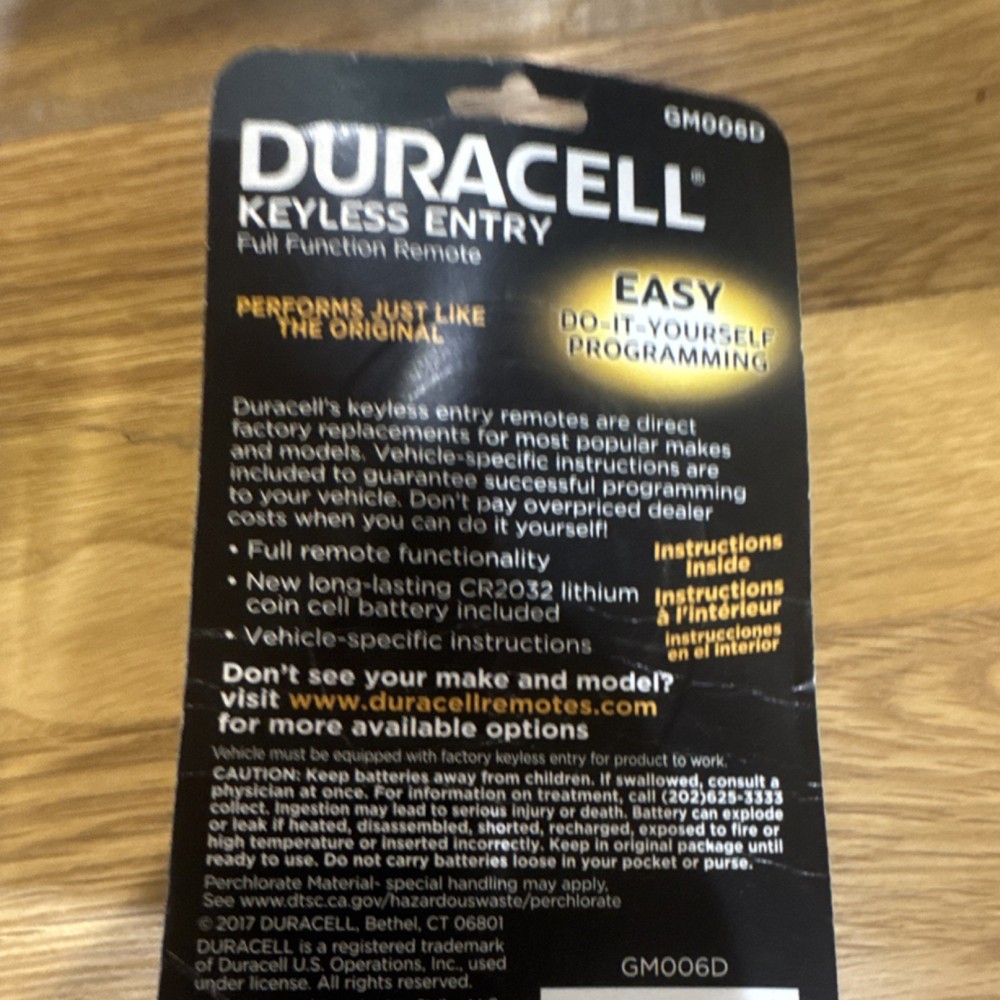 GM006D
DURACELL®
KEYLESS ENTRY
Full Function Remote
PERFORMS JUST LIKE
THE ORIGINAL
EASY
DO-IT-YOURSELF
PROGRAMMING
Duracell's keyless entry remotes are direct
factory replacements for most popular makes
and models. Vehicle-specific instructions are
included to guarantee successful programming
to your vehicle. Don't pay overpriced dealer
costs when you can do it yourself!
• Full remote functionality
• New long-lasting CR2032 lithium
coin cell battery included
• Vehicle-specific instructions
Instructions
inside
Instructions
à l'intérieur
Instrucciones
en el interior
Don't see your make and model?
visit www.duracellremotes.com
for more available options
Vehicle must be equipped with factory keyless entry for product to work.
CAUTION: Keep batteries away from children. If swallowed, consult a
physician at once. For information on treatment, call (202)625-3333
collect. Ingestion may lead to serious injury or death. Battery can explode
or leak if heated, disassembled, shorted, recharged, exposed to fire or
high temperature or inserted incorrectly. Keep in original package until
ready to use. Do not carry batteries loose in your pocket or purse.
Perchlorate Material- special handling may apply.
See www.dtsc.ca.gov/hazardouswaste/perchlorate
© 2017 DURACELL, Bethel, CT 06801
DURACELL is a registered trademark
of Duracell U.S. Operations, Inc., used
under license. All rights reserved.
GM006D